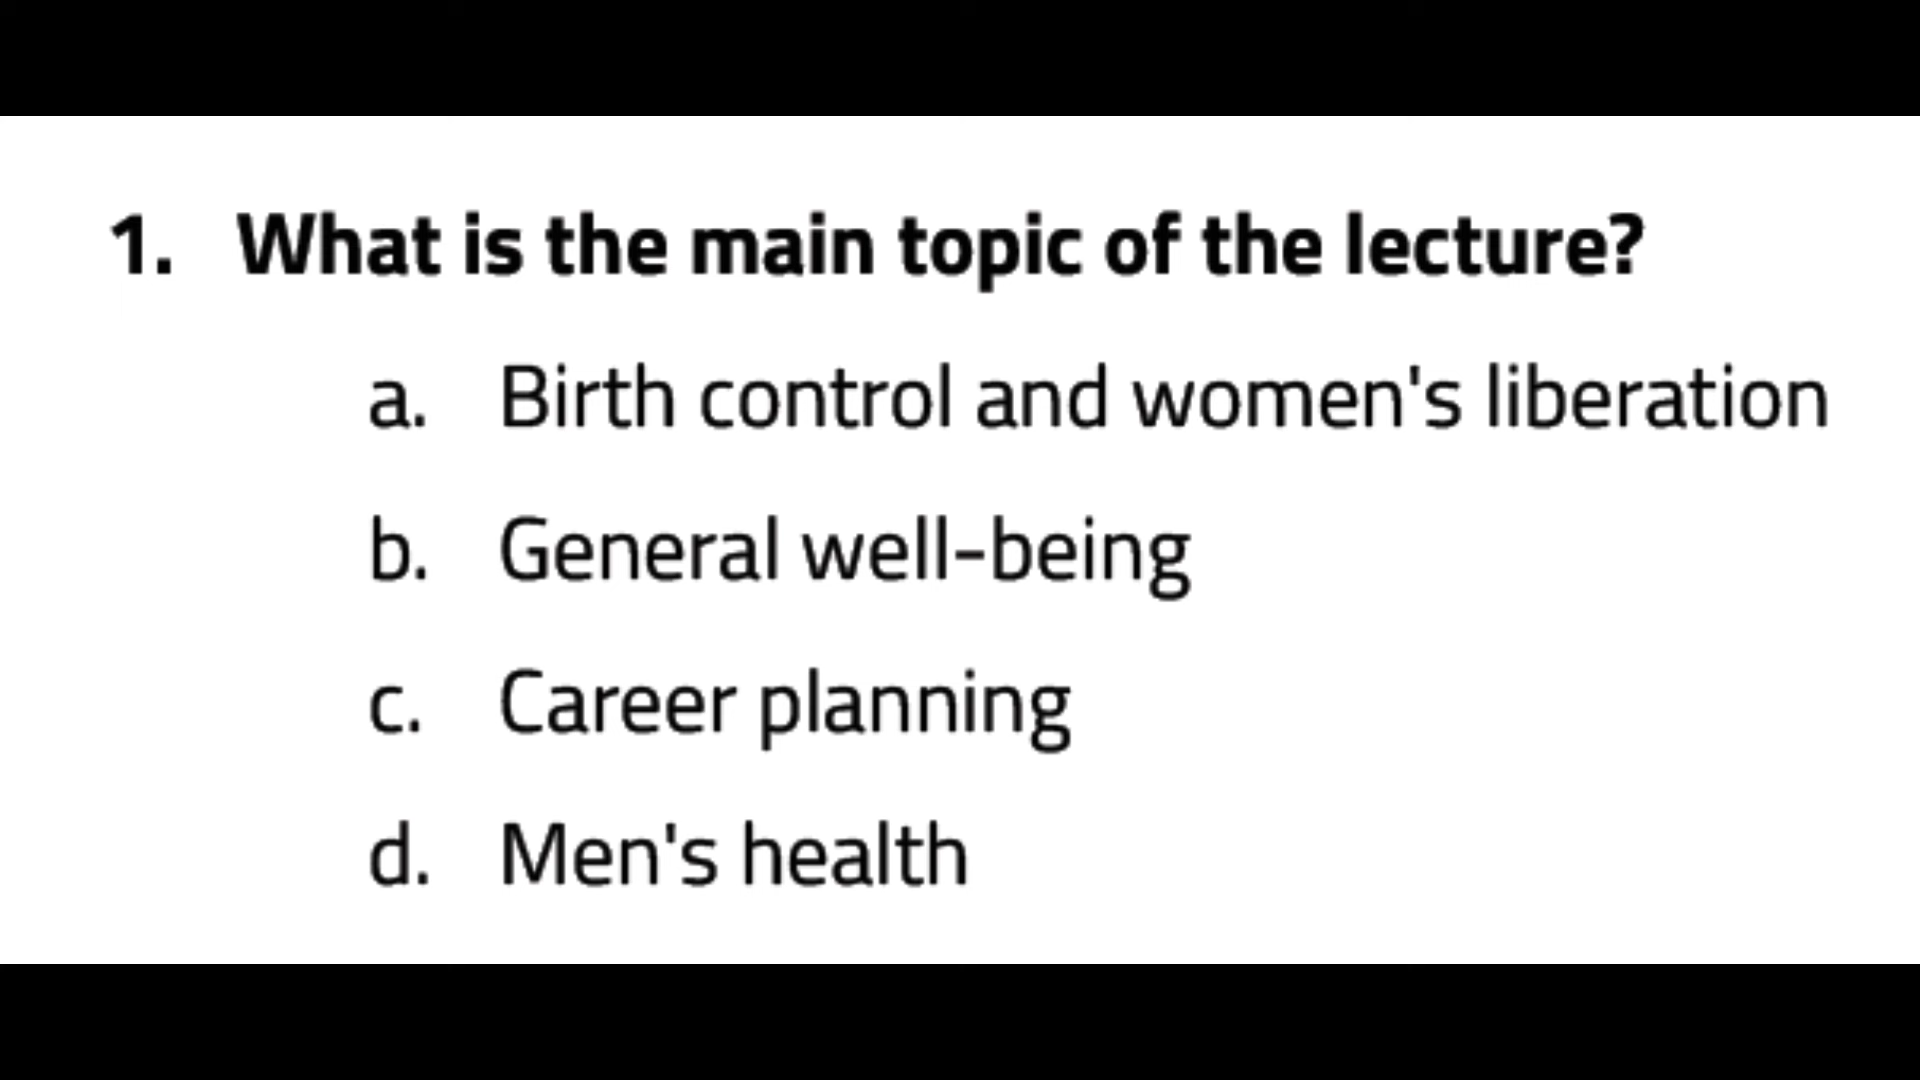 1. What is the main topic of the lecture?
a. Birth control and women's liberation
b. General well-being
c. Career planning
d. Men's health